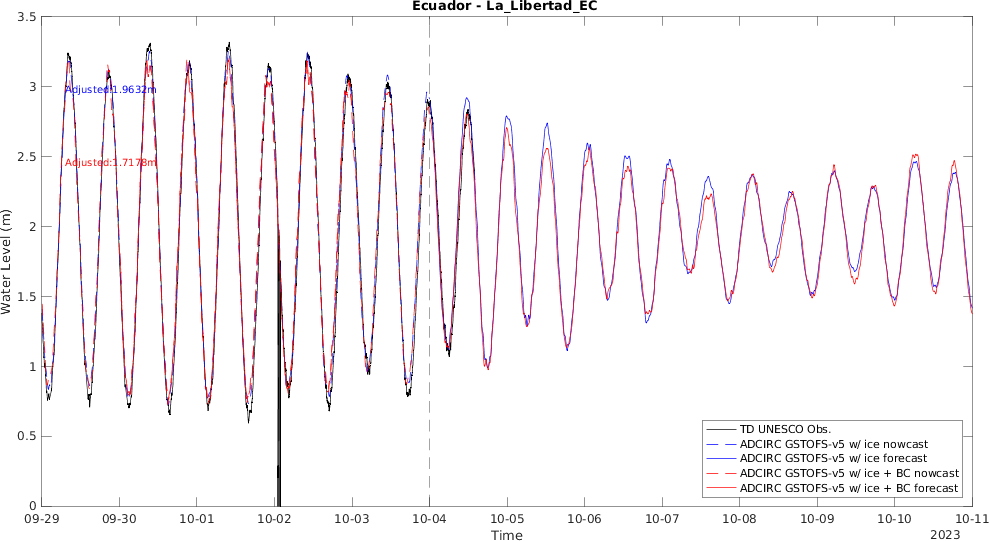 Ecuador - La_Libertad_EC
3.5
3
2.5
2
1.5
1
0.5
0
Water Level (m)
Adjusted:1.9632m
Adjusted:1.7178m
TD UNESCO Obs.
ADCIRC GSTOFS-v5 w/ ice nowcast
ADCIRC GSTOFS-v5 w/ ice forecast
ADCIRC GSTOFS-v5 w/ ice + BC nowcast
ADCIRC GSTOFS-v5 w/ ice + BC forecast
09-29 09-30 10-01 10-02 10-03 10-04 10-05 10-06 10-07 10-08 10-09 10-10 10-11
Time
2023